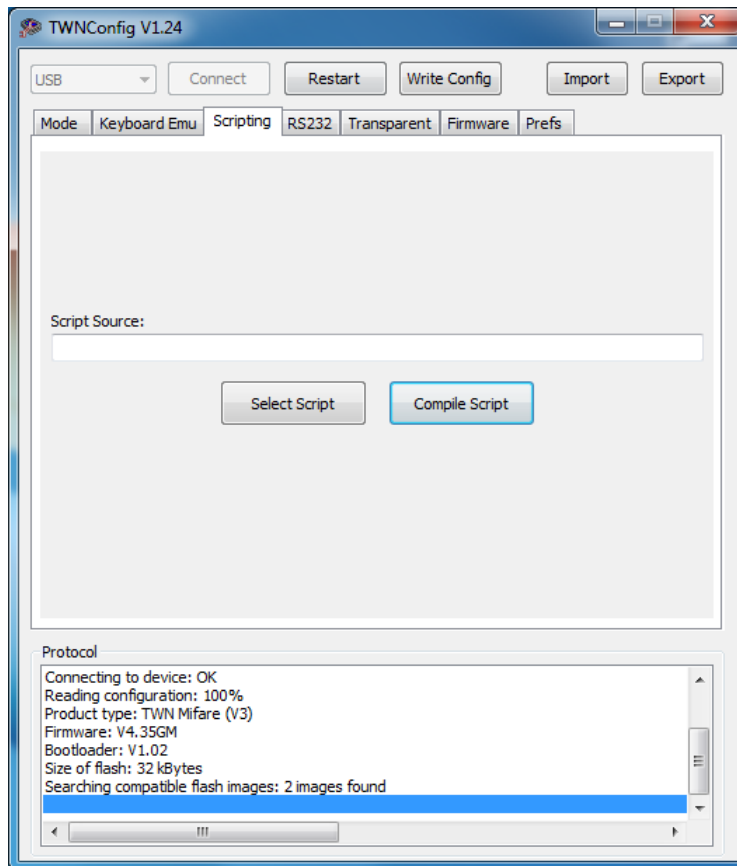 TWNConfig V1.24
USB Connect Restart Write Config Import Export
Mode Keyboard Emu Scripting RS232 Transparent Firmware Prefs
Script Source:
Select Script Compile Script
Protocol
Connecting to device: OK
Reading configuration: 100%
Product type: TWN Mifare (V3)
Firmware: V4.35GM
Bootloader: V1.02
Size of flash: 32 kBytes
Searching compatible flash images: 2 images found